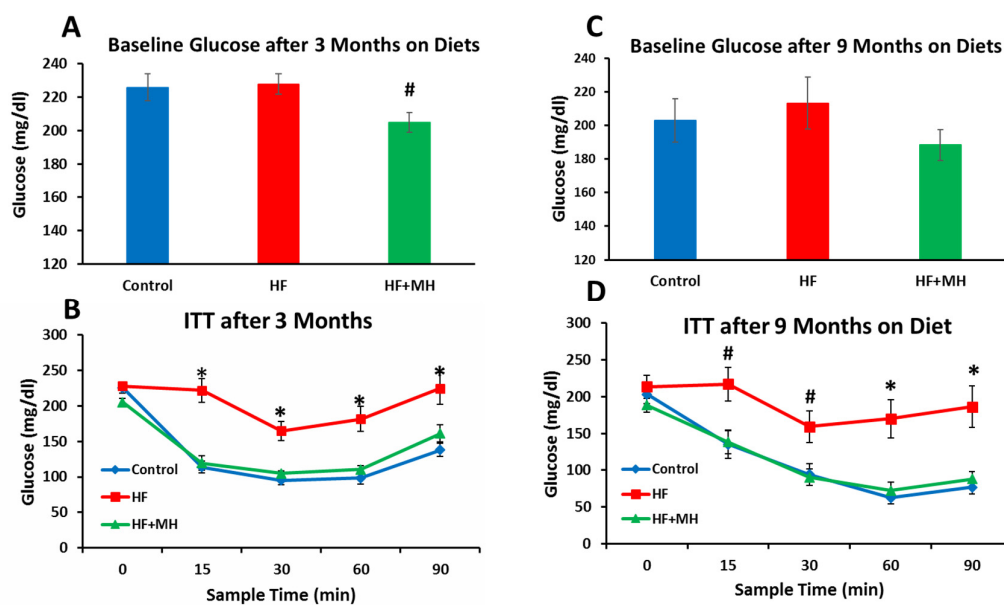 A
Baseline Glucose after 3 Months on Diets
Glucose (mg/dl)
240
220
200
180
160
140
120
#
Control
HF
HF+MH
B
ITT after 3 Months
Glucose (mg/dl)
300
250
200
150
100
50
0
*
*
*
*
Control
HF
HF+MH
0
15
30
60
90
Sample Time (min)
C
Baseline Glucose after 9 Months on Diets
Glucose (mg/dl)
240
220
200
180
160
140
120
Control
HF
HF+MH
D
ITT after 9 Months on Diet
Glucose (mg/dl)
300
250
200
150
100
50
0
#
#
*
*
Control
HF
HF+MH
0
15
30
60
90
Sample Time (min)